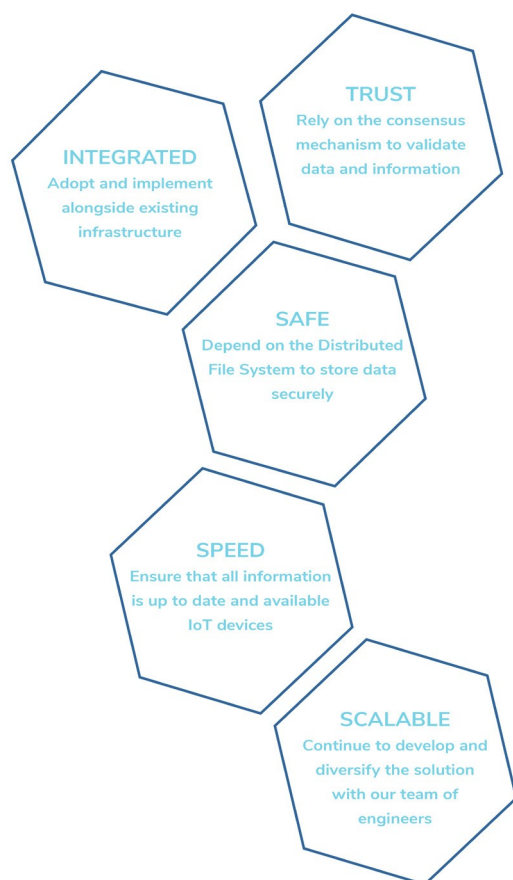 TRUST
Rely on the consensus
mechanism to validate
data and information
INTEGRATED
Adopt and implement
alongside existing
infrastructure
SAFE
Depend on the Distributed
File System to store data
securely
SPEED
Ensure that all information
is up to date and available
IoT devices
SCALABLE
Continue to develop and
diversify the solution
with our team of
engineers